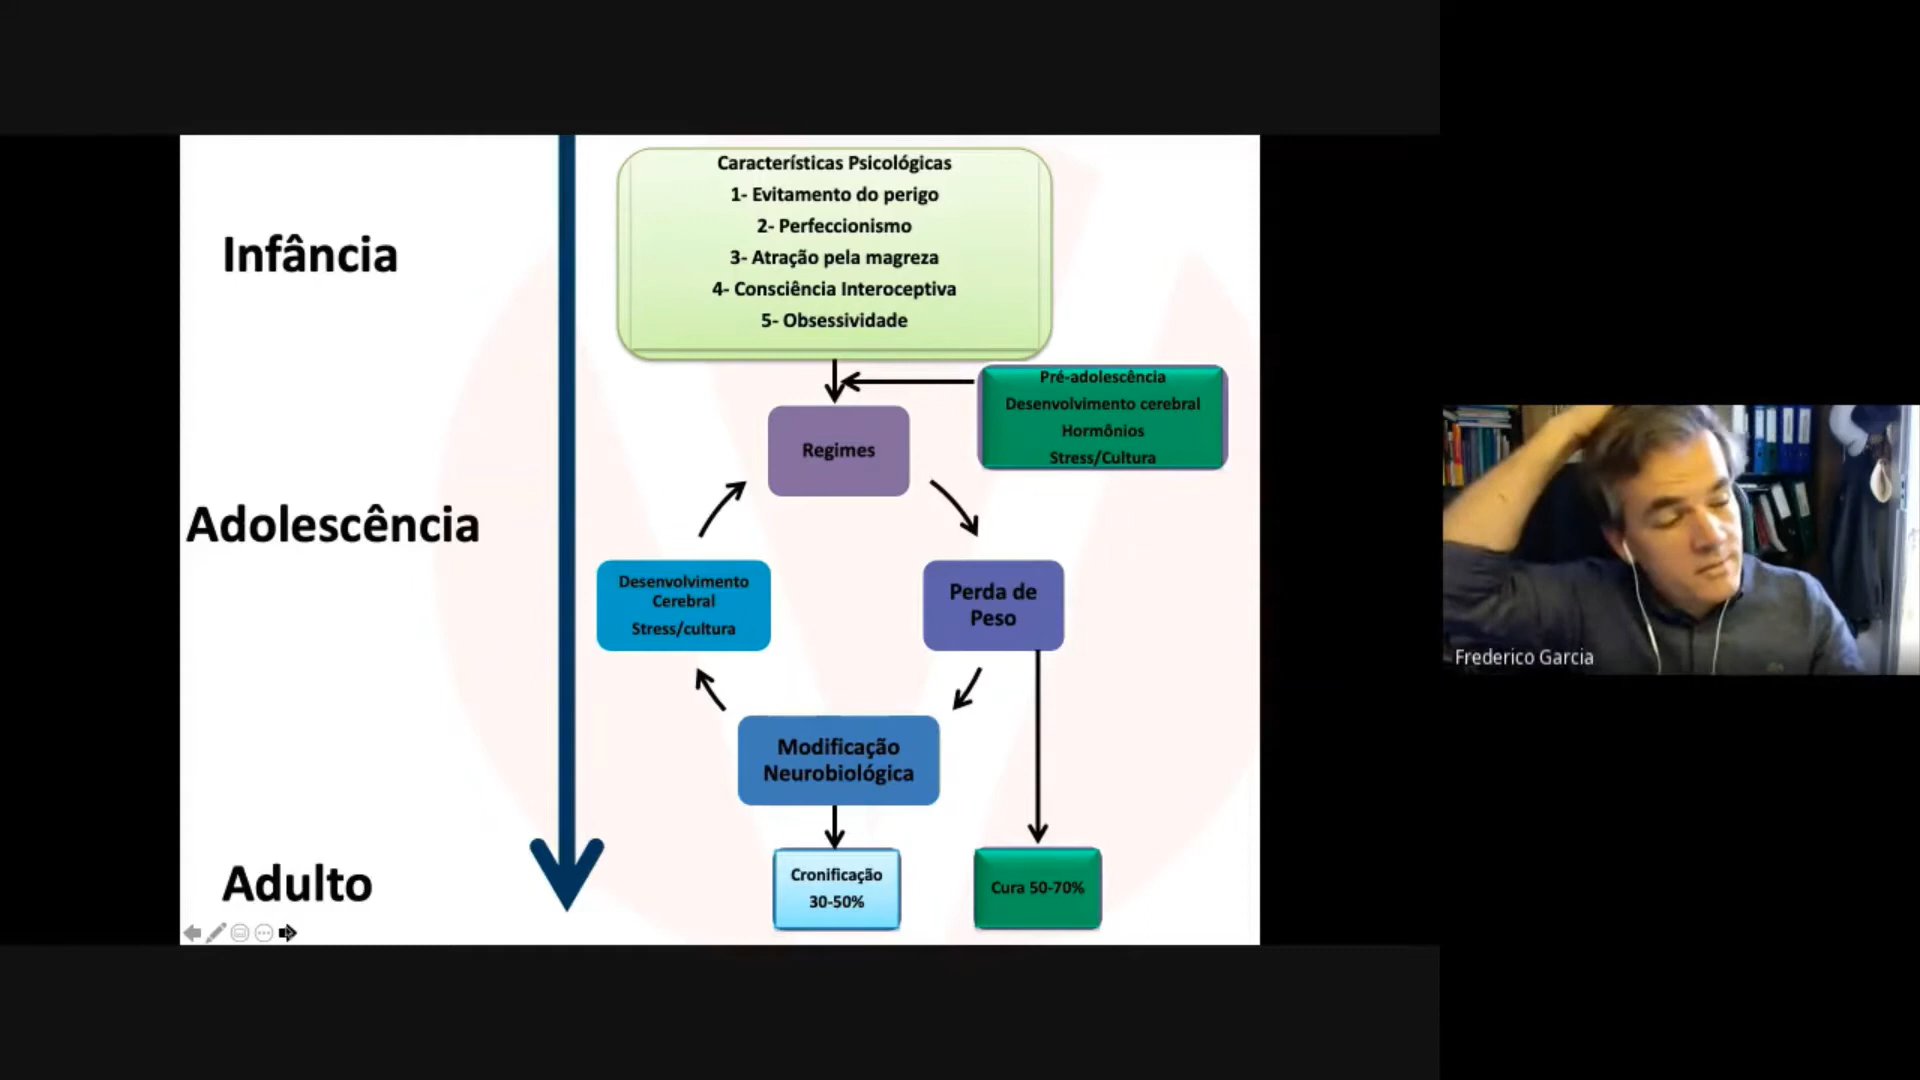 Infância
Adolescência
Adulto
Características Psicológicas
1- Evitamento do perigo
2- Perfeccionismo
3- Atração pela magreza
4- Consciência Interoceptiva
5- Obsessividade
Pré-adolescência
Desenvolvimento cerebral
Hormônios
Stress/Cultura
Regimes
Perda de
Peso
Modificação
Neurobiológica
Desenvolvimento
Cerebral
Stress/cultura
Cronificação
30-50%
Cura 50-70%
Frederico Garcia